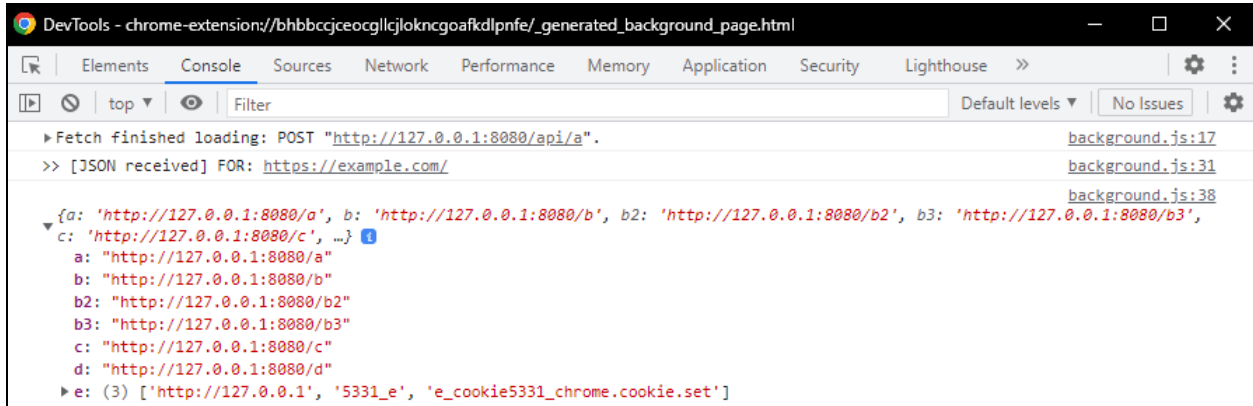 DevTools - chrome-extension://bhbbccjceocgllcjlokncgoafkdlpnfe/_generated_background_page.html
Elements Console Sources Network Performance Memory Application Security Lighthouse »
top ▼ Filter Default levels ▼ No Issues
▶Fetch finished loading: POST "http://127.0.0.1:8080/api/a". background.js:17
>> [JSON received] FOR: https://example.com/ background.js:31
background.js:38
{a: 'http://127.0.0.1:8080/a', b: 'http://127.0.0.1:8080/b', b2: 'http://127.0.0.1:8080/b2', b3: 'http://127.0.0.1:8080/b3',
▼ c: 'http://127.0.0.1:8080/c', …} i
a: "http://127.0.0.1:8080/a"
b: "http://127.0.0.1:8080/b"
b2: "http://127.0.0.1:8080/b2"
b3: "http://127.0.0.1:8080/b3"
c: "http://127.0.0.1:8080/c"
d: "http://127.0.0.1:8080/d"
▶e: (3) ['http://127.0.0.1', '5331_e', 'e_cookie5331_chrome.cookie.set']